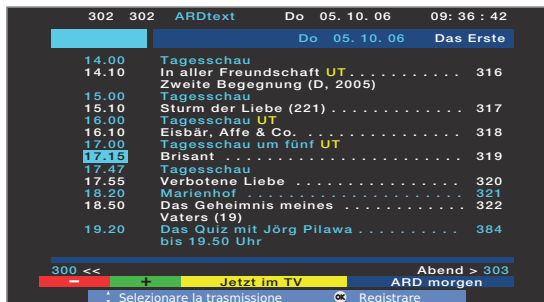 302 302 ARDtext Do 05. 10. 06 09: 36 : 42
Do 05. 10. 06 Das Erste
14.00 Tagesschau
14.10 In aller Freundschaft UT . . . . . . . . . . . 316
Zweite Begegnung (D, 2005)
15.00 Tagesschau
15.10 Sturm der Liebe (221) . . . . . . . . . . . . . . . 317
16.00 Tagesschau UT
16.10 Eisbär, Affe & Co. . . . . . . . . . . . . . . . . . 318
17.00 Tagesschau um fünf UT
17.15 Brisant . . . . . . . . . . . . . . . . . . . . . . . . 319
17.47 Tagesschau
17.55 Verbotene Liebe . . . . . . . . . . . . . . . . . . . 320
18.20 Marienhof . . . . . . . . . . . . . . . . . . . . . . 321
18.50 Das Geheimnis meines . . . . . . . . . . . . 322
Vaters (19)
19.20 Das Quiz mit Jörg Pilawa . . . . . . . . . . 384
bis 19.50 Uhr
300 << Abend > 303
− + Jetzt im TV ARD morgen
Selezionare la trasmissione OK Registrare